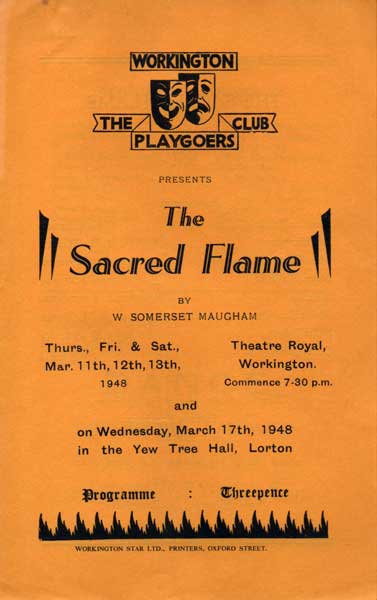 WORKINGTON
THE CLUB
PLAYGOERS
PRESENTS
The
Sacred Flame
BY
W SOMERSET MAUGHAM
Thurs., Fri. & Sat.,
Mar. 11th, 12th, 13th,
1948
Theatre Royal,
Workington.
Commence 7-30 p.m.
and
on Wednesday, March 17th, 1948
in the Yew Tree Hall, Lorton
Programme : Threepence
WORKINGTON STAR LTD., PRINTERS, OXFORD STREET.